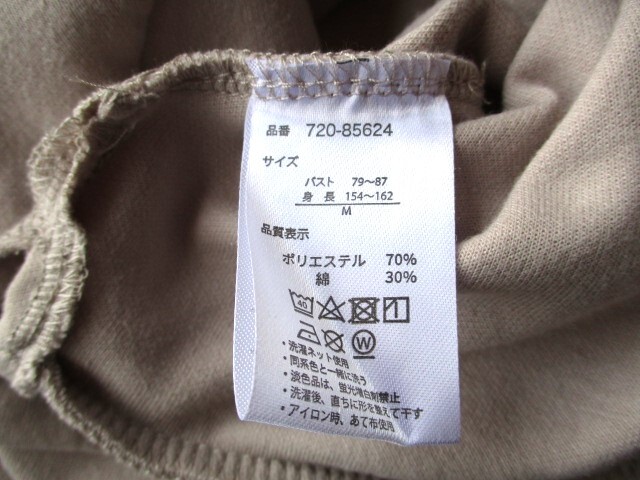 品番 720-85624
サイズ
バスト 79～87
身長 154～162
M
品質表示
ポリエステル 70%
綿 30%
40
W
・洗濯ネット使用
・同系色と一緒に洗う
・淡色品は、蛍光増白剤禁止
・洗濯後、直ちに形を整えて干す
・アイロン時、あて布使用